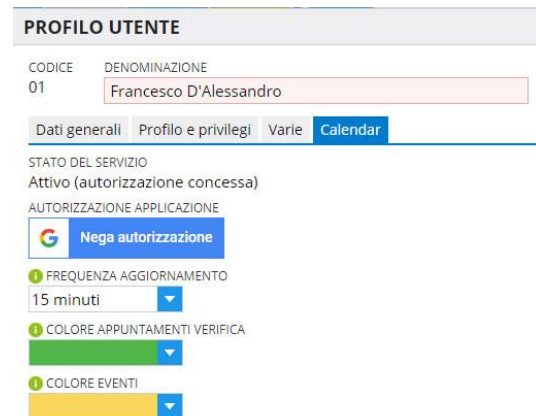 PROFILO UTENTE
CODICE DENOMINAZIONE
01 Francesco D'Alessandro
Dati generali Profilo e privilegi Varie Calendar
STATO DEL SERVIZIO
Attivo (autorizzazione concessa)
AUTORIZZAZIONE APPLICAZIONE
G Nega autorizzazione
i FREQUENZA AGGIORNAMENTO
15 minuti
i COLORE APPUNTAMENTI VERIFICA
i COLORE EVENTI